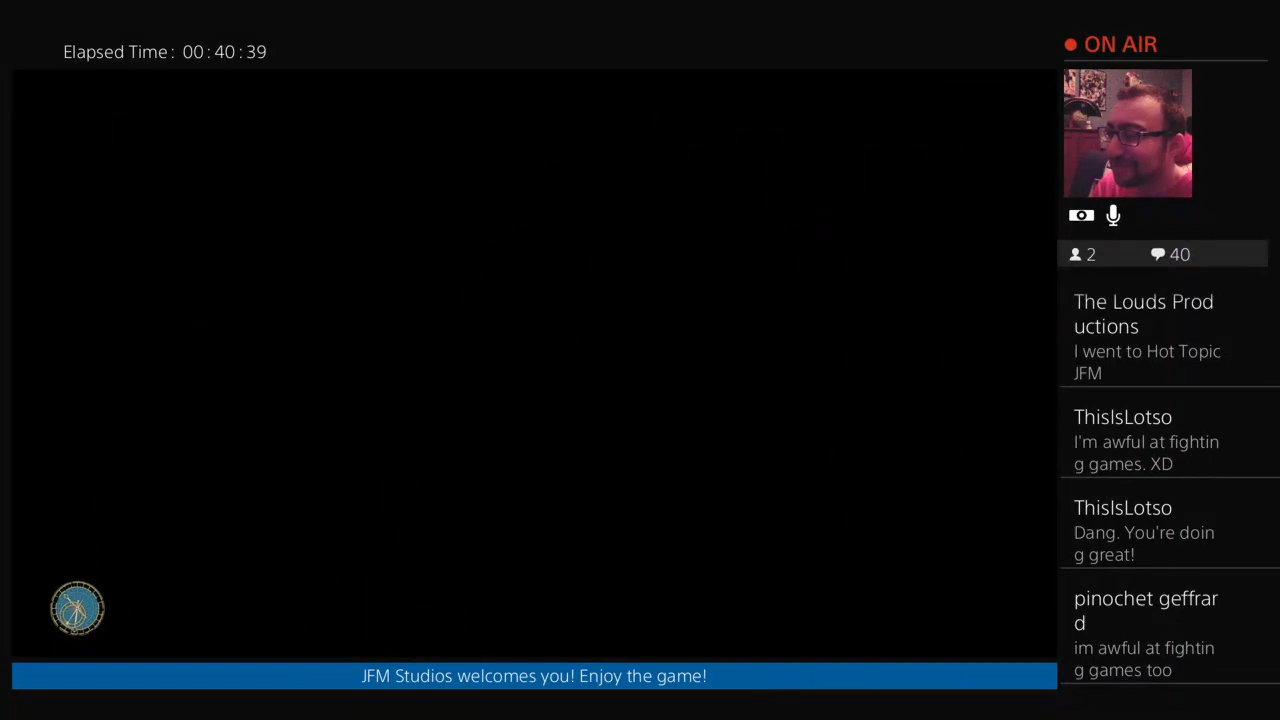 Elapsed Time: 00:40:39
ON AIR
2 40
The Louds Prod
uctions
I went to Hot Topic
JFM
ThisIsLotso
I'm awful at fightin
g games. XD
ThisIsLotso
Dang. You're doin
g great!
pinochet geffrar
d
im awful at fightin
g games too
JFM Studios welcomes you! Enjoy the game!